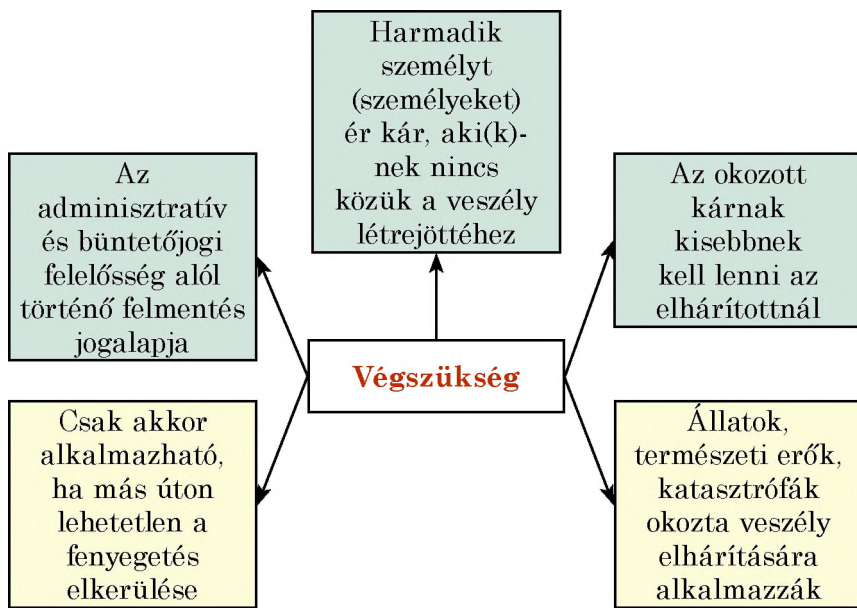 Harmadik
személyt
(személyeket)
ér kár, aki(k)-
nek nincs
közük a veszély
létrejöttéhez
Az
adminisztratív
és büntetőjogi
felelősség alól
történő felmentés
jogalapja
Az okozott
kárnak
kisebbnek
kell lenni az
elhárítottnál
Végszükség
Csak akkor
alkalmazható,
ha más úton
lehetetlen a
fenyegetés
elkerülése
Állatok,
természeti erők,
katasztrófák
okozta veszély
elhárítására
alkalmazzák